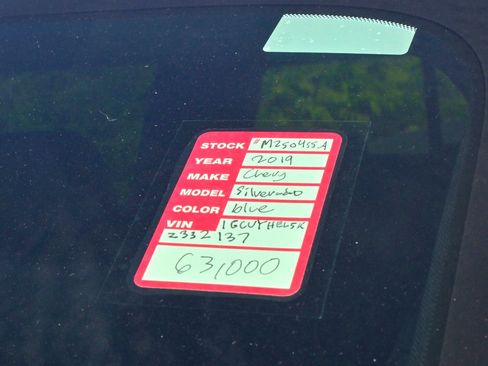 STOCK #M250455A
YEAR 2019
MAKE Chevy
MODEL Silverado
COLOR blue
VIN 1GCUYHEL5K
Z332137
63,000